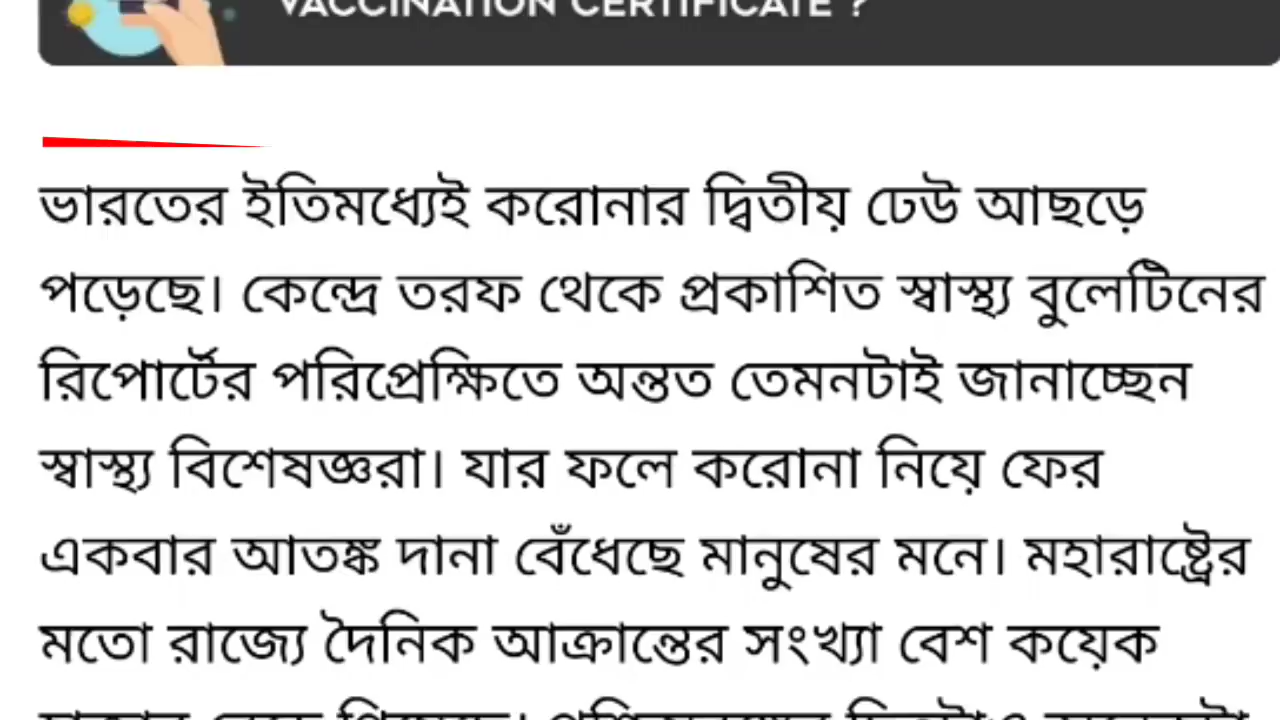 VACCINATION CERTIFICATE ?
ভারতের ইতিমধ্যেই করোনার দ্বিতীয় ঢেউ আছড়ে
পড়েছে। কেন্দ্রে তরফ থেকে প্রকাশিত স্বাস্থ্য বুলেটিনের
রিপোর্টের পরিপ্রেক্ষিতে অন্তত তেমনটাই জানাচ্ছেন
স্বাস্থ্য বিশেষজ্ঞরা। যার ফলে করোনা নিয়ে ফের
একবার আতঙ্ক দানা বেঁধেছে মানুষের মনে। মহারাষ্ট্রের
মতো রাজ্যে দৈনিক আক্রান্তের সংখ্যা বেশ কয়েক